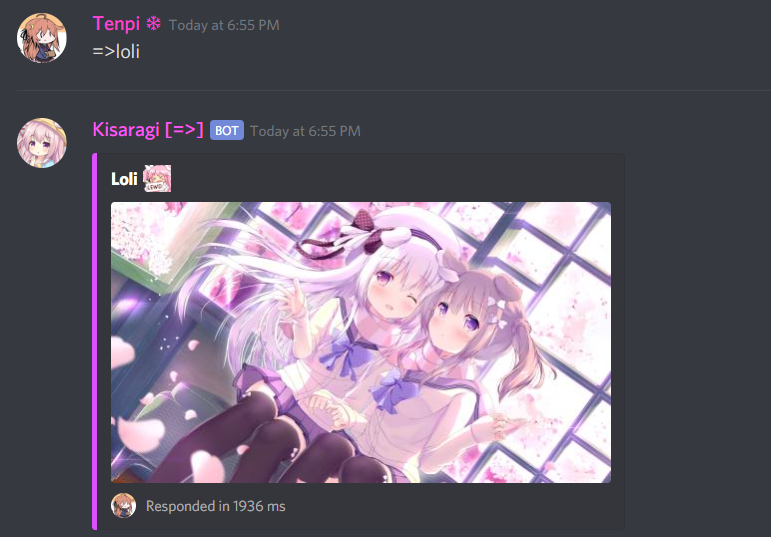 Tenpi ❄ Today at 6:55 PM
=>loli
Kisaragi [=>] BOT Today at 6:55 PM
Loli
LEWD
Responded in 1936 ms